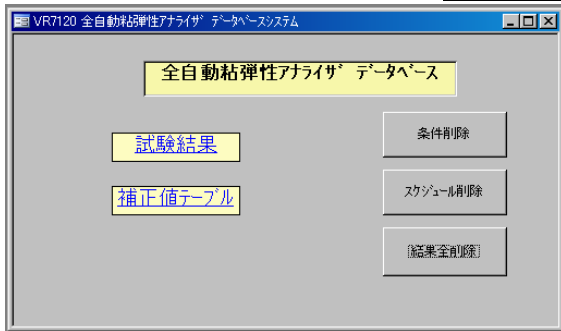 VR7120 全自動粘弾性アナライザ データベースシステム
全自動粘弾性アナライザ データベース
試験結果
条件削除
補正値テーブル
スケジュール削除
結果全削除